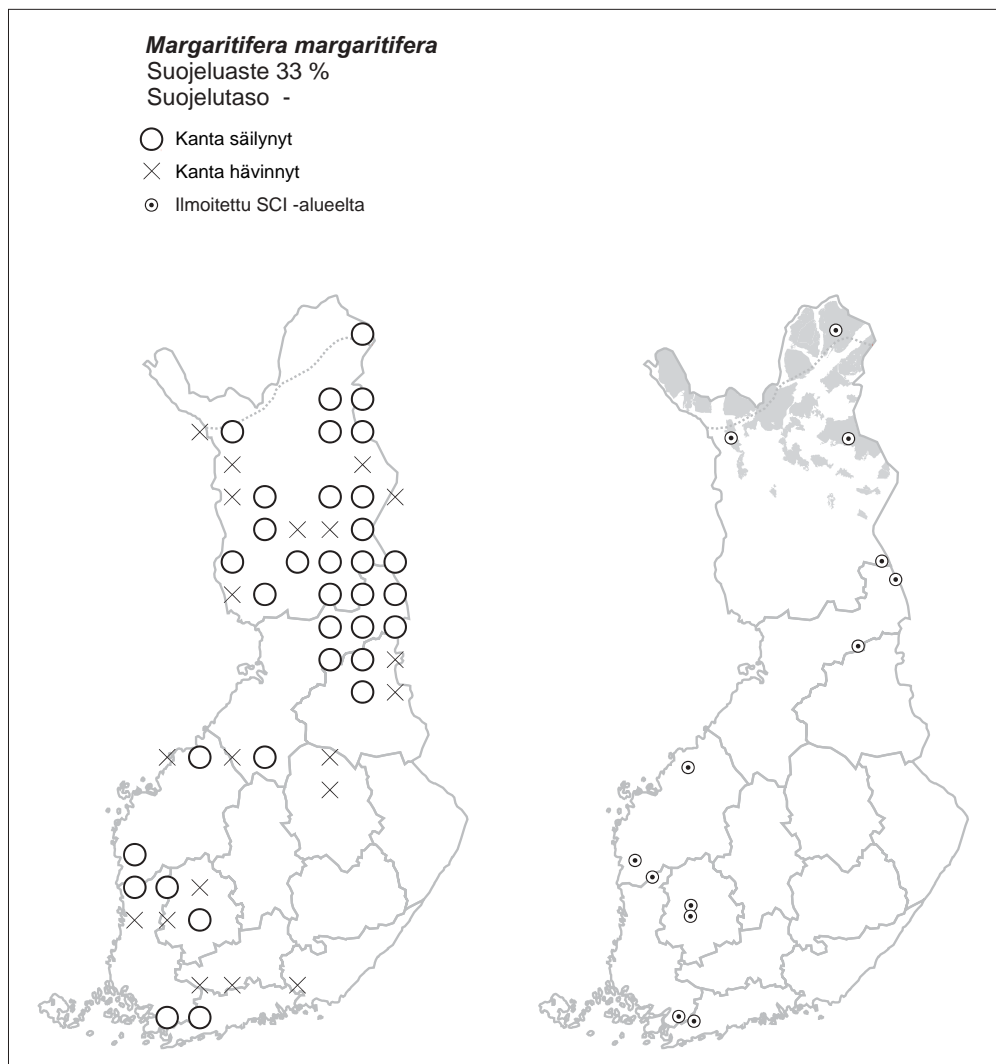 Margaritifera margaritifera
Suojeluaste 33 %
Suojelutaso -
Kanta säilynyt
Kanta hävinnyt
Ilmoitettu SCI -alueelta